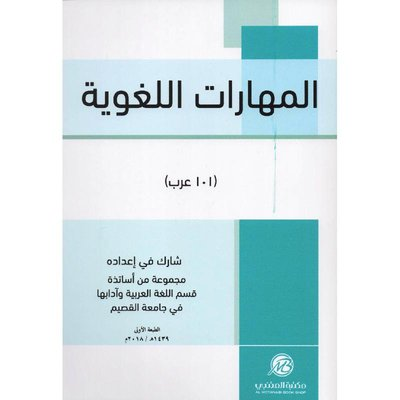 المهارات اللغوية
(١٠١ عرب)
شارك في إعداده
مجموعة من أساتذة
قسم اللغة العربية وآدابها
في جامعة القصيم
الطبعة الأولى
١٤٣٩هـ / ٢٠١٨م
مكتبة المتنبي
AL MOTANABI BOOK SHOP